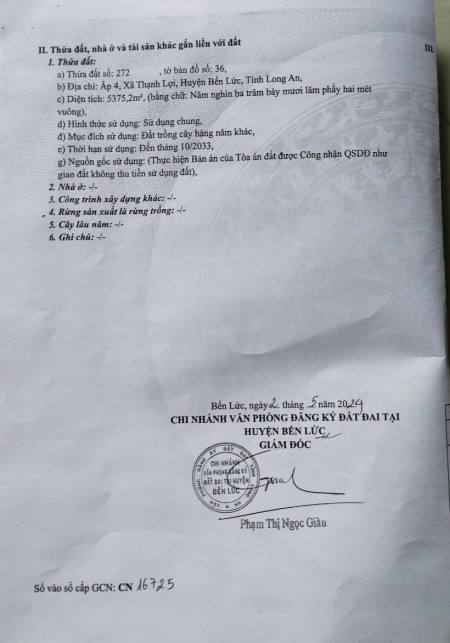 II. Thửa đất, nhà ở và tài sản khác gắn liền với đất
III.
1. Thửa đất:
a) Thửa đất số: 272 , tờ bản đồ số: 36,
b) Địa chỉ: Ấp 4, Xã Thạnh Lợi, Huyện Bến Lức, Tỉnh Long An,
c) Diện tích: 5375,2m², (bằng chữ: Năm nghìn ba trăm bảy mươi lăm phẩy hai mét
vuông),
d) Hình thức sử dụng: Sử dụng chung,
đ) Mục đích sử dụng: Đất trồng cây hàng năm khác,
e) Thời hạn sử dụng: Đến tháng 10/2033,
g) Nguồn gốc sử dụng: (Thực hiện Bản án của Tòa án đất được Công nhận QSDĐ như
giao đất không thu tiền sử dụng đất),
2. Nhà ở: -/-
3. Công trình xây dựng khác: -/-
4. Rừng sản xuất là rừng trồng: -/-
5. Cây lâu năm: -/-
6. Ghi chú: -/-
Bến Lức, ngày 2 tháng 5 năm 2024
CHI NHÁNH VĂN PHÒNG ĐĂNG KÝ ĐẤT ĐAI TẠI
HUYỆN BẾN LỨC
GIÁM ĐỐC
CHI NHÁNH
VĂN PHÒNG ĐĂNG KÝ
ĐẤT ĐAI TẠI HUYỆN
BẾN LỨC
Phạm Thị Ngọc Giàu
Số vào sổ cấp GCN: CN 16725